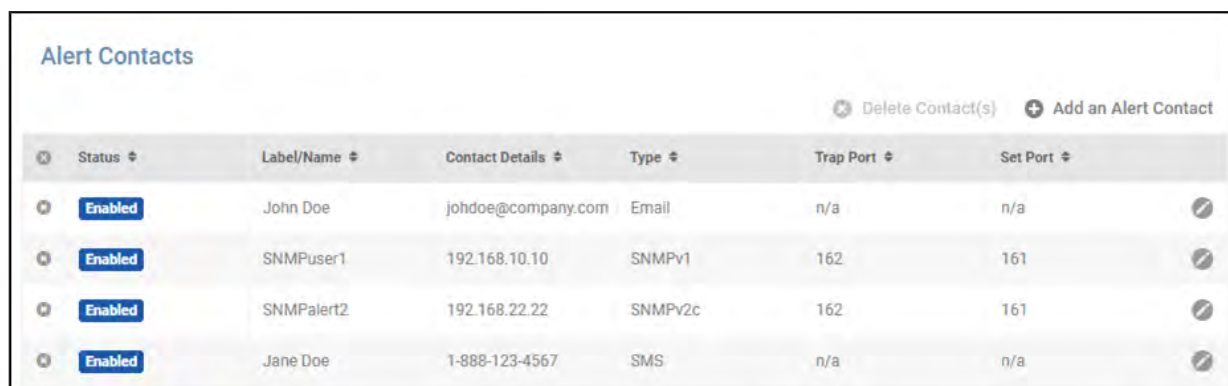 Alert Contacts
Delete Contact(s) Add an Alert Contact
Status Label/Name Contact Details Type Trap Port Set Port
Enabled John Doe johdoe@company.com Email n/a n/a
Enabled SNMPuser1 192.168.10.10 SNMPv1 162 161
Enabled SNMPalert2 192.168.22.22 SNMPv2c 162 161
Enabled Jane Doe 1-888-123-4567 SMS n/a n/a